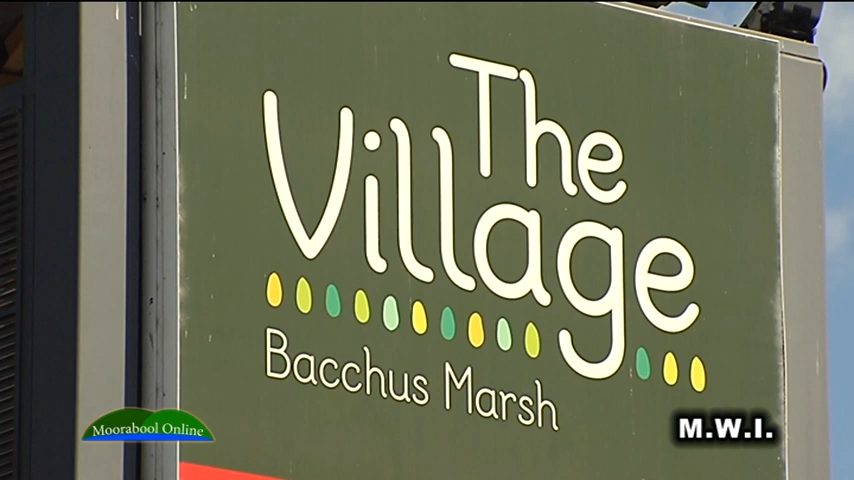 The
Village
Bacchus Marsh
Moorabool Online
M.W.I.